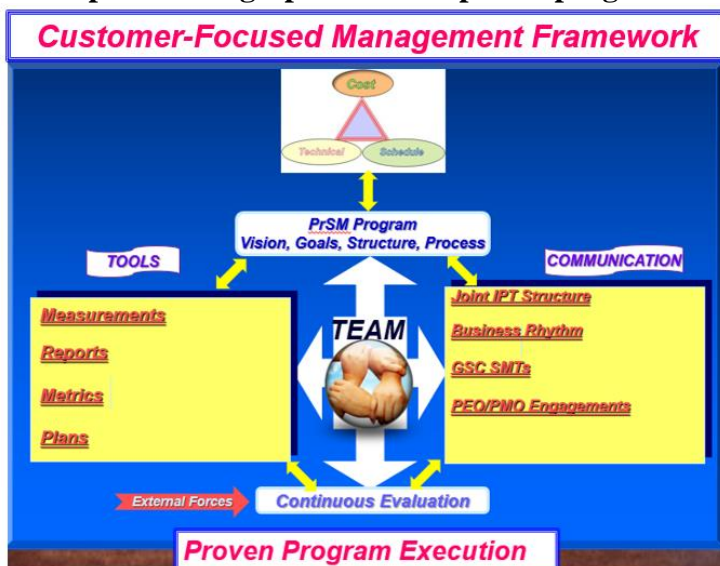 Customer-Focused Management Framework
Cost
Technical
Schedule
PrSM Program
Vision, Goals, Structure, Process
TOOLS
COMMUNICATION
Measurements
Reports
Metrics
Plans
TEAM
Joint IPT Structure
Business Rhythm
GSC SMTs
PEO/PMO Engagements
External Forces
Continuous Evaluation
Proven Program Execution